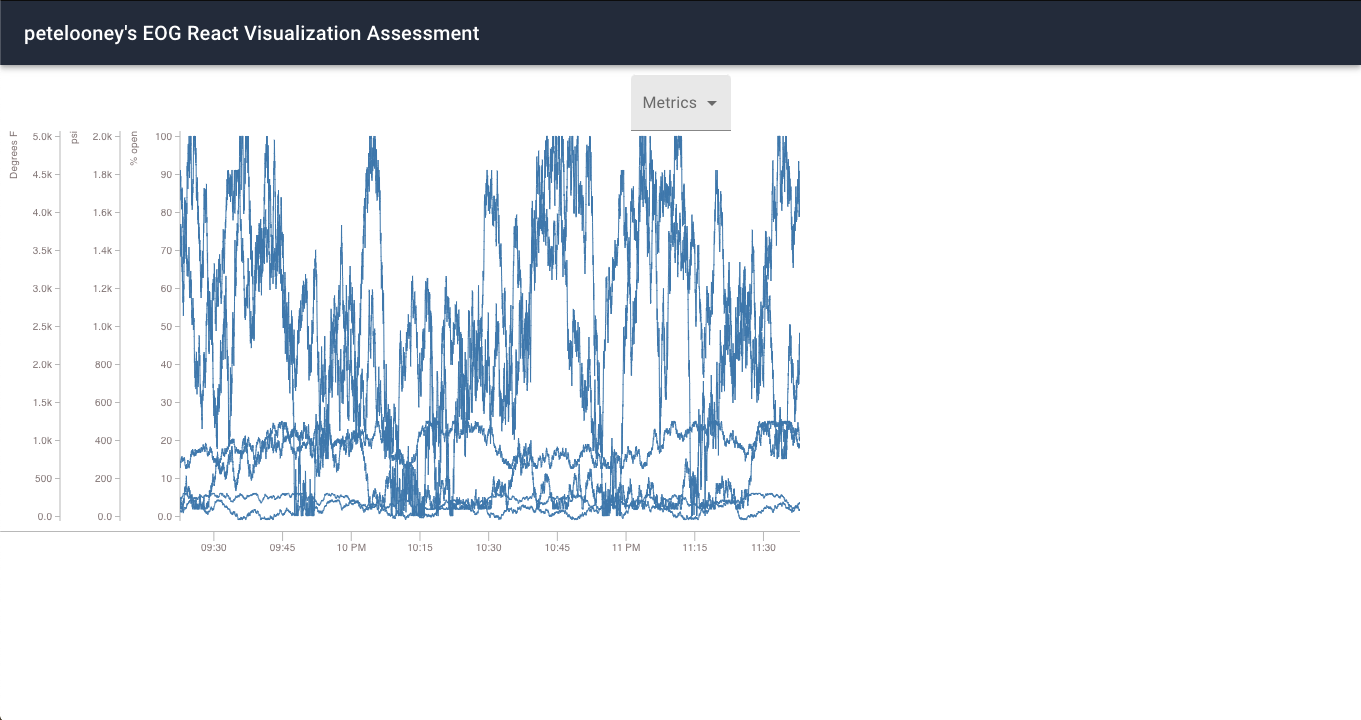 petelooney's EOG React Visualization Assessment
Metrics
Degrees F
5.0k
4.5k
4.0k
3.5k
3.0k
2.5k
2.0k
1.5k
1.0k
500
0.0
psi
2.0k
1.8k
1.6k
1.4k
1.2k
1.0k
800
600
400
200
0.0
% open
100
90
80
70
60
50
40
30
20
10
0.0
09:30 09:45 10 PM 10:15 10:30 10:45 11 PM 11:15 11:30